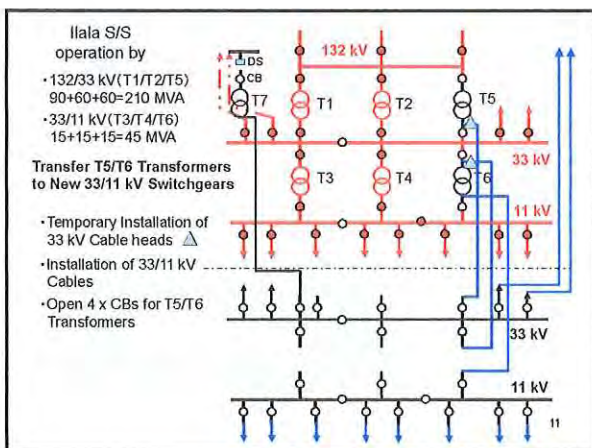 Ilala S/S
operation by
・132/33 kV(T1/T2/T5)
90+60+60=210 MVA
・33/11 kV(T3/T4/T6)
15+15+15=45 MVA
Transfer T5/T6 Transformers
to New 33/11 kV Switchgears
・Temporary Installation of
33 kV Cable heads
・Installation of 33/11 kV
Cables
・Open 4 x CBs for T5/T6
Transformers
DS
CB
T7
132 kV
T1
T2
T5
33 kV
T3
T4
T6
11 kV
33 kV
11 kV
11